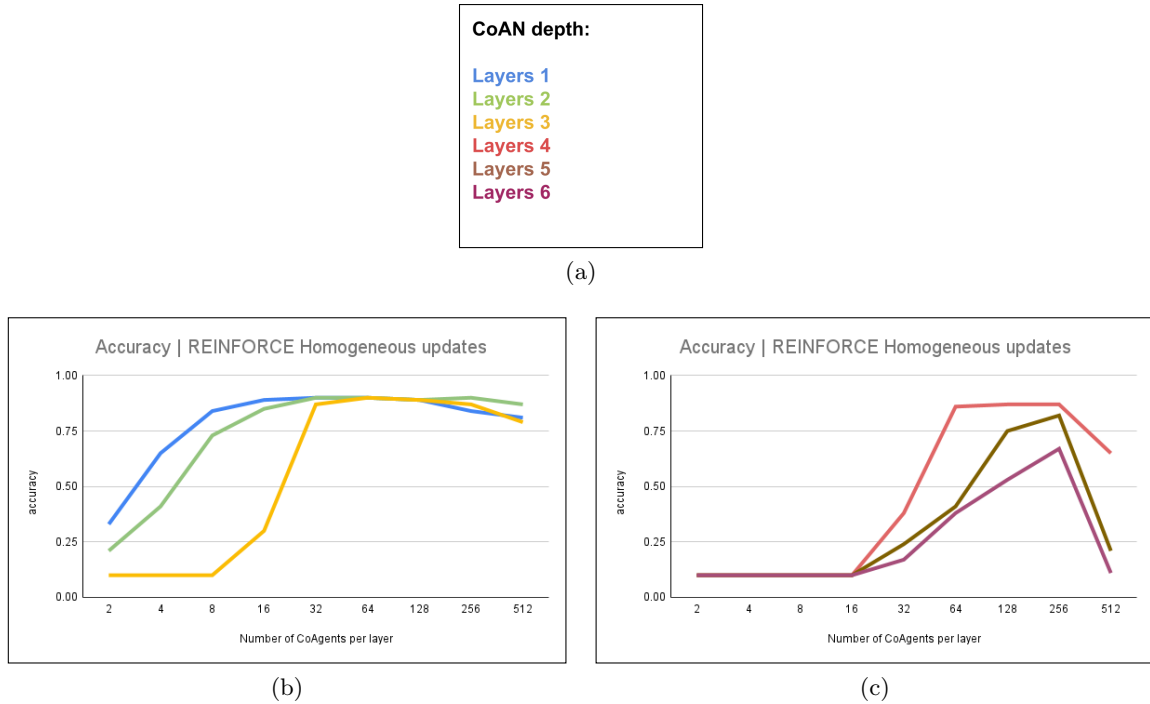 CoAN depth:
Layers 1
Layers 2
Layers 3
Layers 4
Layers 5
Layers 6
(a)
Accuracy | REINFORCE Homogeneous updates
1.00
0.75
0.50
0.25
0.00
accuracy
2 4 8 16 32 64 128 256 512
Number of CoAgents per layer
(b)
Accuracy | REINFORCE Homogeneous updates
1.00
0.75
0.50
0.25
0.00
accuracy
2 4 8 16 32 64 128 256 512
Number of CoAgents per layer
(c)